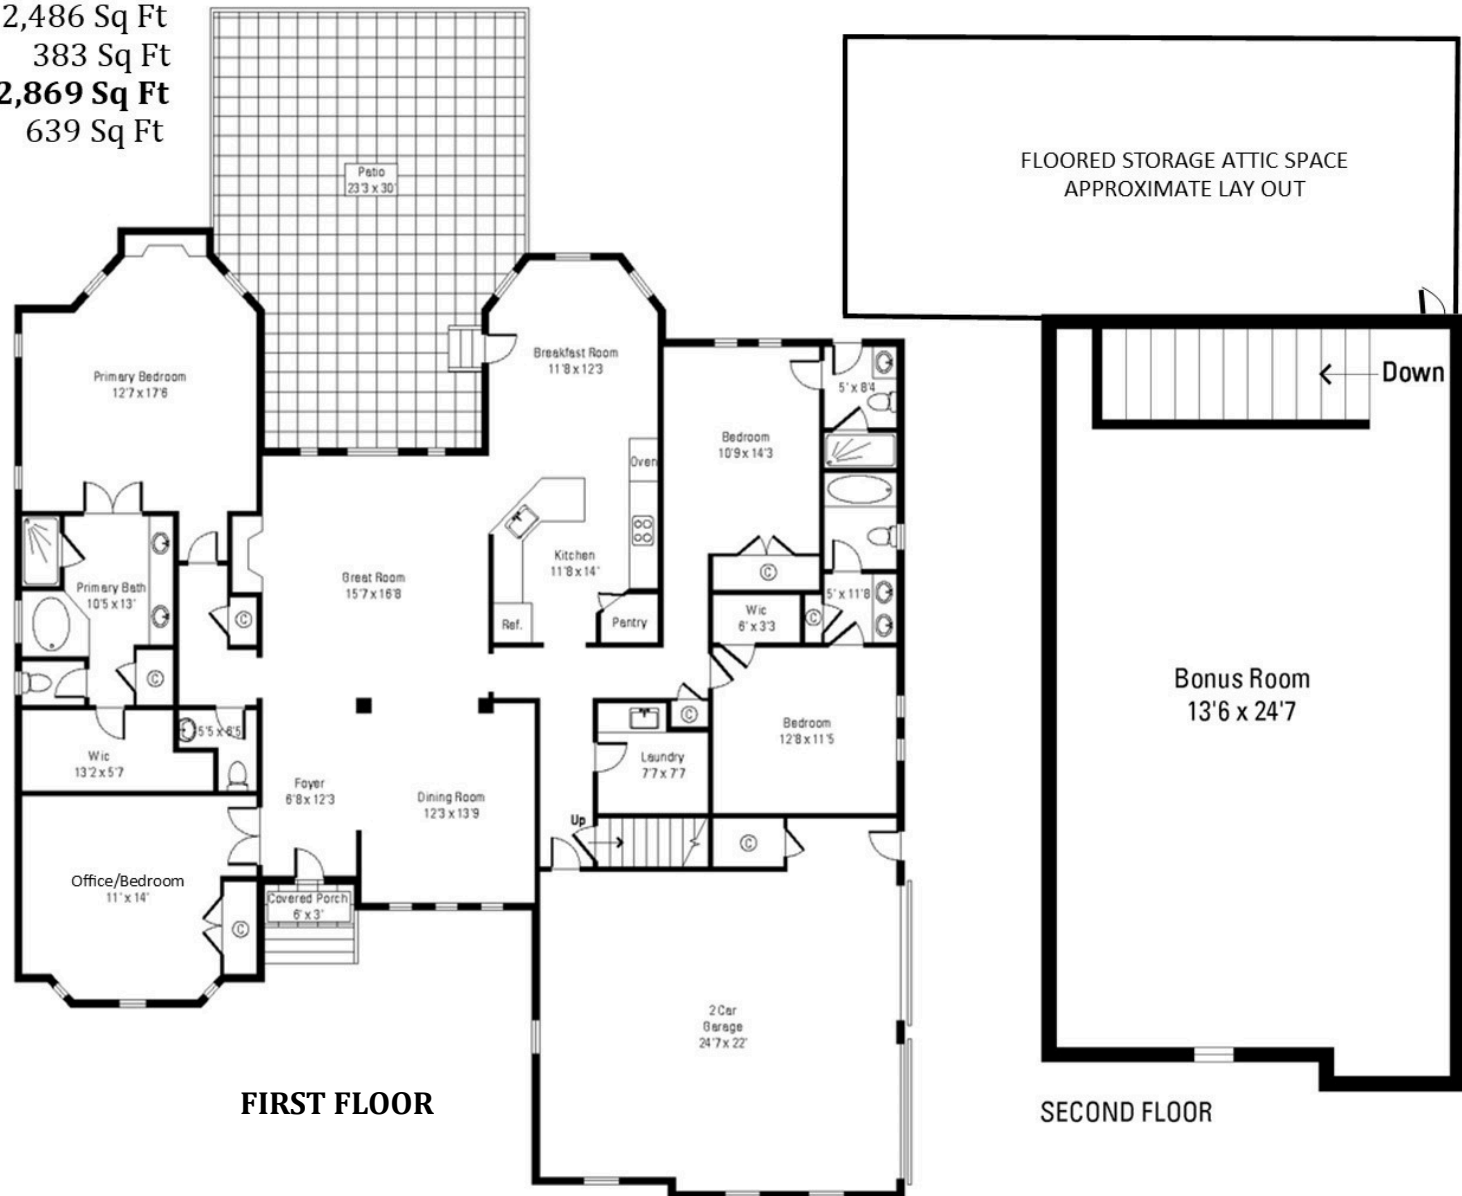 2,486 Sq Ft
383 Sq Ft
2,869 Sq Ft
639 Sq Ft
Patio
23'3 x 30'
FLOORED STORAGE ATTIC SPACE
APPROXIMATE LAY OUT
Primary Bedroom
12'7 x 17'6
Breakfast Room
11'8 x 12'3
5' x 8'4
Down
Bedroom
10'9 x 14'3
Oven
Kitchen
11'8 x 14'
Great Room
15'7 x 16'8
Primary Bath
10'5 x 13'
C
C
Ref.
Pantry
C
Wic
6' x 3'3
C
5' x 11'8
Bonus Room
13'6 x 24'7
C
5'5 x 6'5
Wic
13'2 x 5'7
Bedroom
12'8 x 11'5
Laundry
7'7 x 7'7
Foyer
6'8 x 12'3
Dining Room
12'3 x 13'9
Up
C
Office/Bedroom
11' x 14'
C
Covered Porch
6' x 3'
2 Car
Garage
24'7 x 22'
FIRST FLOOR
SECOND FLOOR